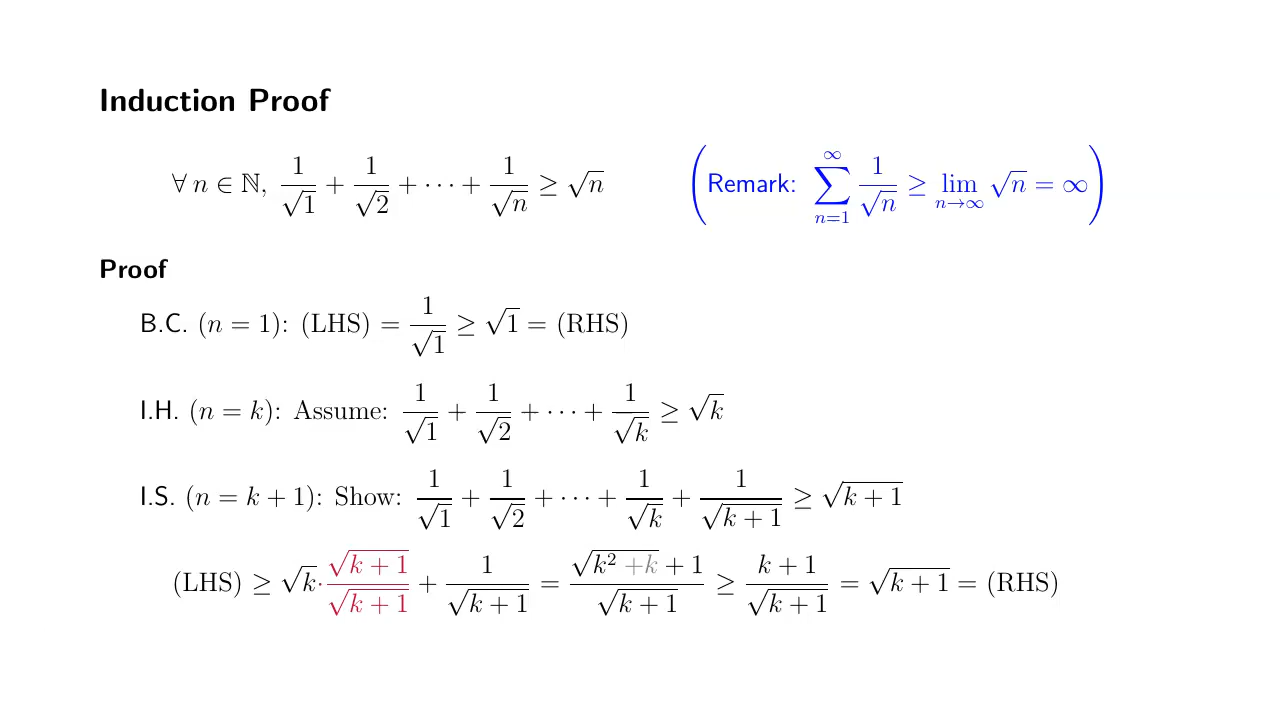 Induction Proof
∀ n ∈ ℕ, 1/√1 + 1/√2 + ··· + 1/√n ≥ √n (Remark: ∑_{n=1}^{∞} 1/√n ≥ lim_{n→∞} √n = ∞)
Proof
B.C. (n = 1): (LHS) = 1/√1 ≥ √1 = (RHS)
I.H. (n = k): Assume: 1/√1 + 1/√2 + ··· + 1/√k ≥ √k
I.S. (n = k + 1): Show: 1/√1 + 1/√2 + ··· + 1/√k + 1/√(k + 1) ≥ √(k + 1)
(LHS) ≥ √k · √(k + 1)/√(k + 1) + 1/√(k + 1) = (√(k² + k) + 1)/√(k + 1) ≥ (k + 1)/√(k + 1) = √(k + 1) = (RHS)